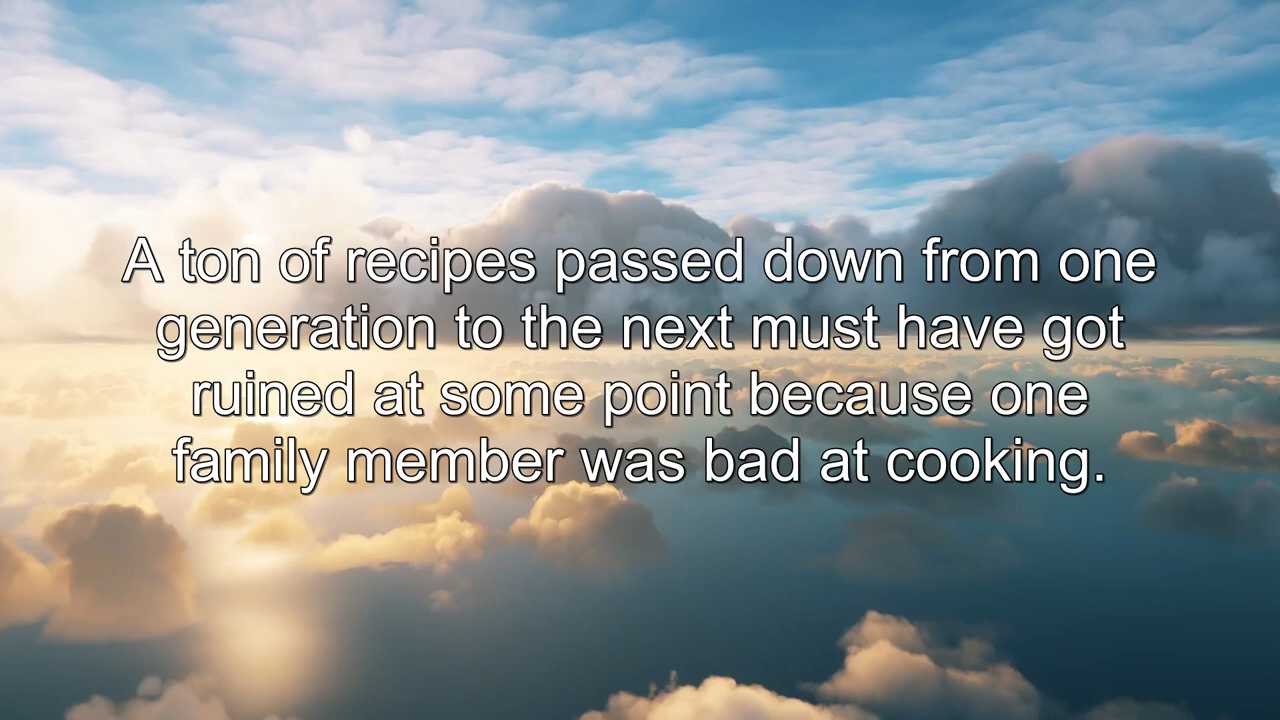 A ton of recipes passed down from one
generation to the next must have got
ruined at some point because one
family member was bad at cooking.